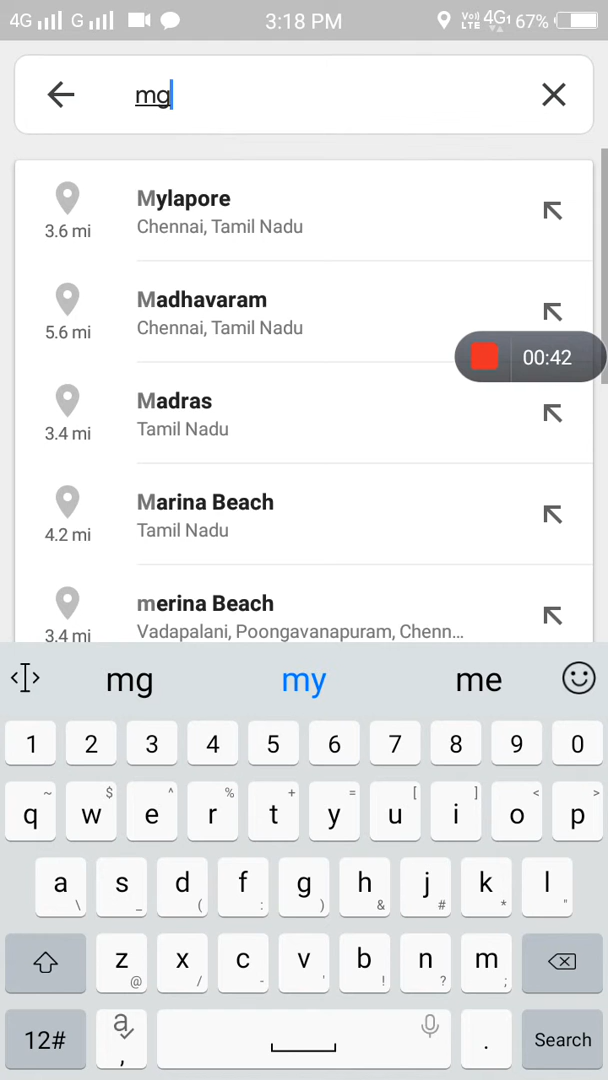 4G G 3:18 PM Vo) LTE 4G1 67%
mg
Mylapore
3.6 mi Chennai, Tamil Nadu
Madhavaram
5.6 mi Chennai, Tamil Nadu
00:42
Madras
3.4 mi Tamil Nadu
Marina Beach
4.2 mi Tamil Nadu
merina Beach
3.4 mi Vadapalani, Poongavanapuram, Chenn...
mg my me
1 2 3 4 5 6 7 8 9 0
~ $ ^ % + = [ ] < >
q w e r t y u i o p
a s d f g h j k l
\ _ ( : ) & # * "
z x c v b n m
@ / - ' ! ? ;
12# a , . Search